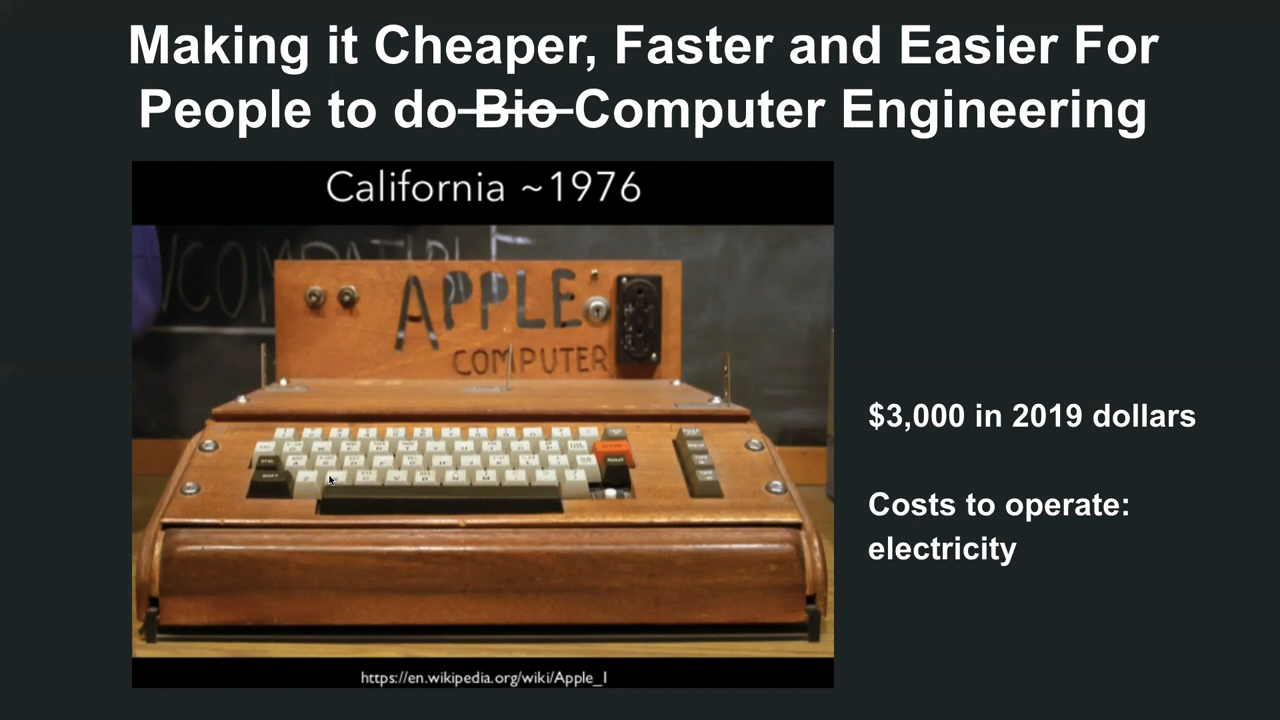 Making it Cheaper, Faster and Easier For
People to do Bio Computer Engineering
California ~1976
NCOMPATIBLE
APPLE
COMPUTER
$3,000 in 2019 dollars
Costs to operate:
electricity
https://en.wikipedia.org/wiki/Apple_I